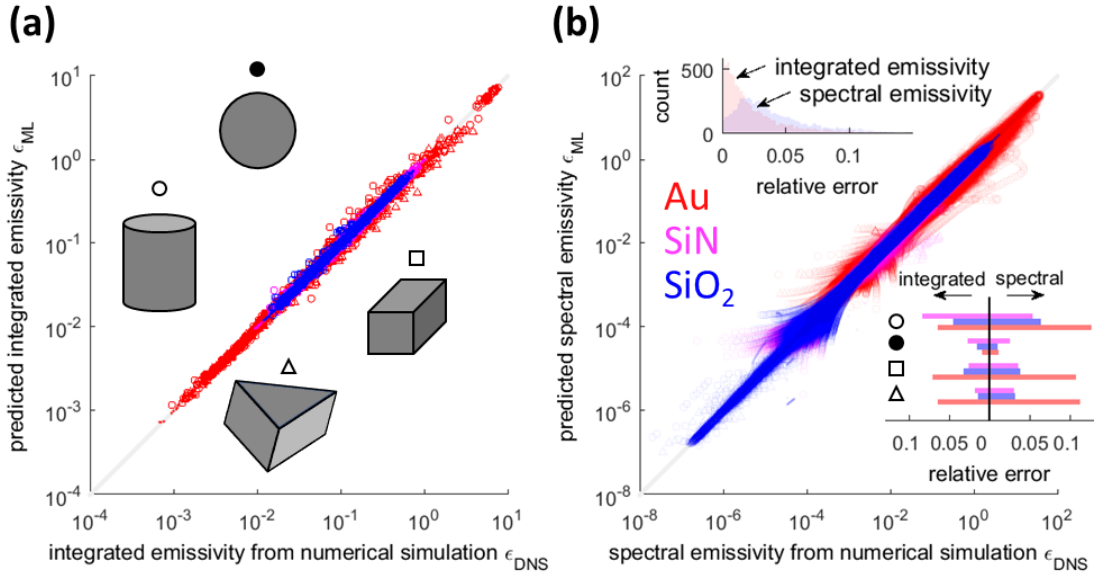 (a)
predicted integrated emissivity ϵ_ML
10^1
10^0
10^-1
10^-2
10^-3
10^-4
10^-4
10^-3
10^-2
10^-1
10^0
10^1
integrated emissivity from numerical simulation ϵ_DNS
(b)
predicted spectral emissivity ϵ_ML
10^2
10^0
10^-2
10^-4
10^-6
10^-8
10^-8
10^-6
10^-4
10^-2
10^0
10^2
spectral emissivity from numerical simulation ϵ_DNS
count
500
0
0
0.05
0.1
relative error
integrated emissivity
spectral emissivity
Au
SiN
SiO2
integrated
spectral
0.1
0.05
0
0.05
0.1
relative error